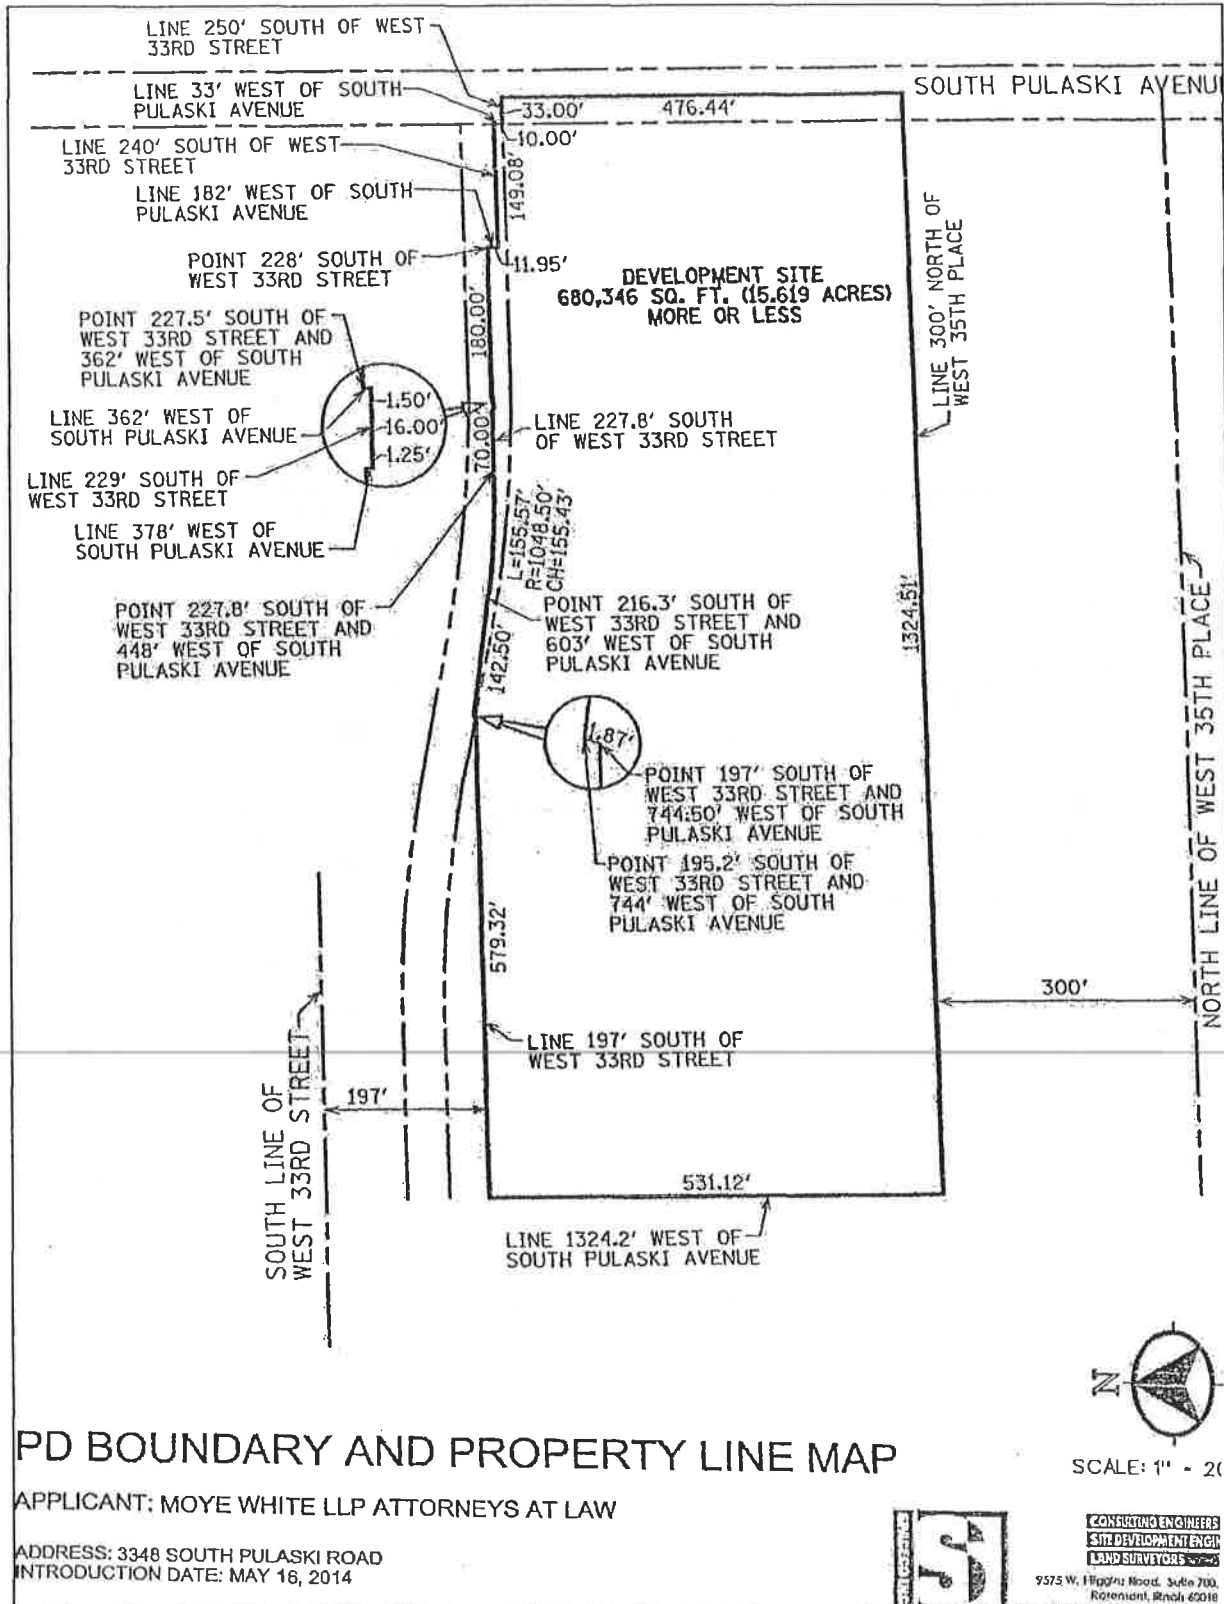 LINE 250' SOUTH OF WEST
33RD STREET
SOUTH PULASKI
LINE 33' WEST OF SOUTH
PULASKI AVENUE
33.00'
476.44'
10.00'
LINE 240' SOUTH OF WEST
33RD STREET
149.08'
LINE 182' WEST OF SOUTH
PULASKI AVENUE
POINT 228' SOUTH OF
WEST 33RD STREET
11.95'
DEVELOPMENT SITE
680,346 SQ. FT. (15.619 ACRES)
MORE OR LESS
LINE 300' NORTH OF
WEST 35TH PLACE
180.00'
POINT 227.5' SOUTH OF
WEST 33RD STREET AND
362' WEST OF SOUTH
PULASKI AVENUE
1.50'
16.00'
1.25'
LINE 362' WEST OF
SOUTH PULASKI AVENUE
70.00'
LINE 227.8' SOUTH
OF WEST 33RD STREET
LINE 229' SOUTH OF
WEST 33RD STREET
LINE 378' WEST OF
SOUTH PULASKI AVENUE
L=155.57'
R=1048.50'
CH=155.43'
POINT 227.8' SOUTH OF
WEST 33RD STREET AND
448' WEST OF SOUTH
PULASKI AVENUE
POINT 216.3' SOUTH OF
WEST 33RD STREET AND
603' WEST OF SOUTH
PULASKI AVENUE
1324.51'
142.50'
1.87'
POINT 197' SOUTH OF
WEST 33RD STREET AND
744.50' WEST OF SOUTH
PULASKI AVENUE
POINT 195.2' SOUTH OF
WEST 33RD STREET AND
744' WEST OF SOUTH
PULASKI AVENUE
579.32'
NORTH LINE OF WEST 35TH PLACE
300'
LINE 197' SOUTH OF
WEST 33RD STREET
197'
SOUTH LINE OF
WEST 33RD STREET
531.12'
LINE 1324.2' WEST OF
SOUTH PULASKI AVENUE
N
PD BOUNDARY AND PROPERTY LINE MAP
SCALE: 1" -
APPLICANT: MOYE WHITE LLP ATTORNEYS AT LAW
ADDRESS: 3348 SOUTH PULASKI ROAD
INTRODUCTION DATE: MAY 16, 2014
S
CONSULTING ENGINEERS
SITE DEVELOPMENT
LAND SURVEYORS
9575 W. Higgins Road, Suite 700,
Rosemont, Illinois 60018